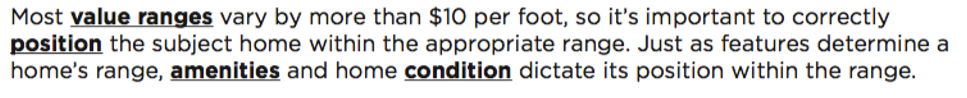 Most value ranges vary by more than $10 per foot, so it's important to correctly
position the subject home within the appropriate range. Just as features determine a
home's range, amenities and home condition dictate its position within the range.